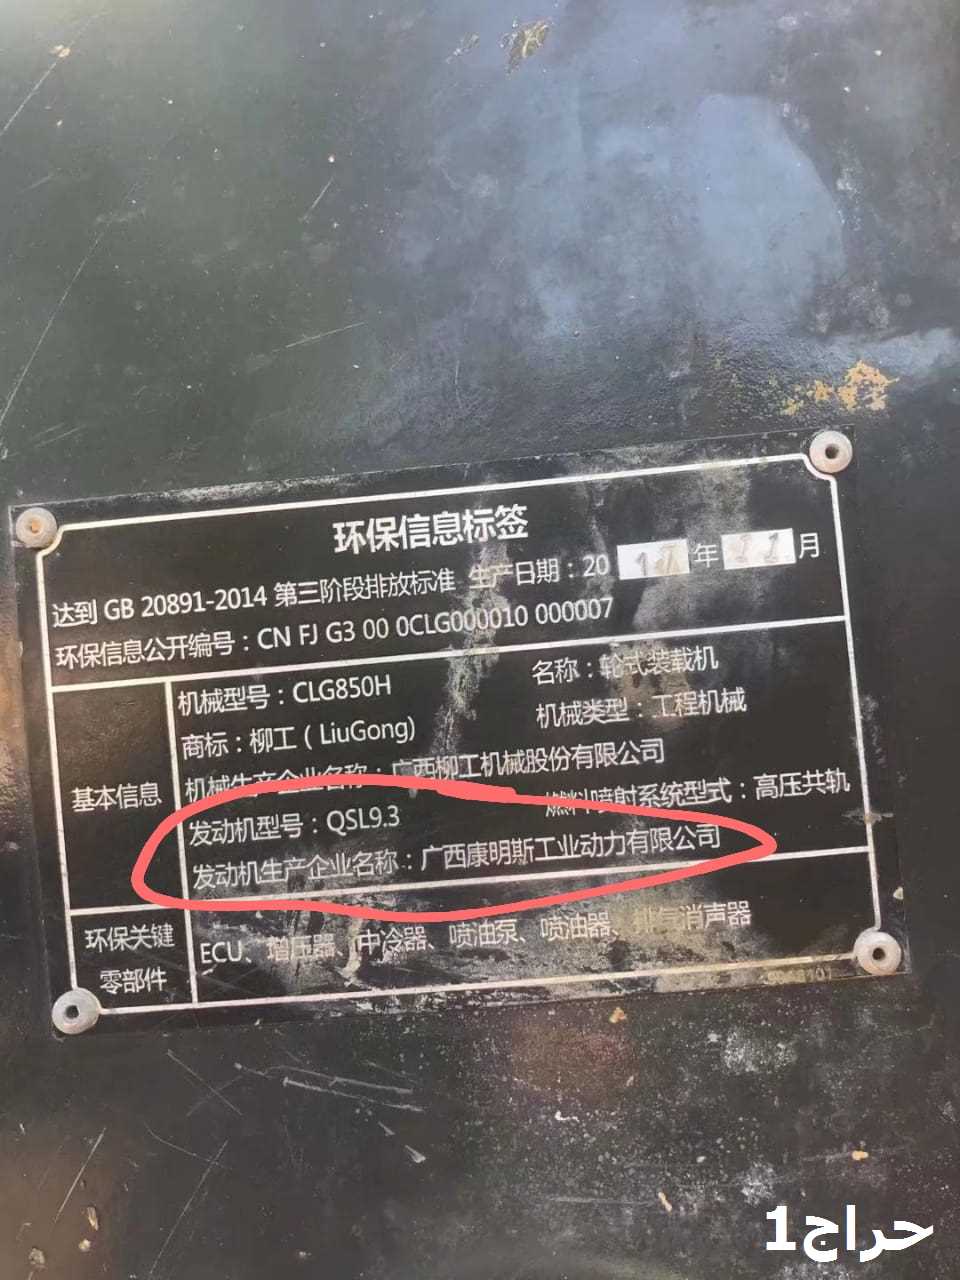 环保信息标签
达到 GB 20891-2014 第三阶段排放标准 生产日期：20 17 年 11 月
环保信息公开编号：CN FJ G3 00 0CLG000010 000007
基本信息
机械型号：CLG850H 名称：轮式装载机
商标：柳工（LiuGong) 机械类型：工程机械
机械生产企业名称：广西柳工机械股份有限公司
发动机型号：QSL9.3 燃料喷射系统型式：高压共轨
发动机生产企业名称：广西康明斯工业动力有限公司
环保关键
零部件
ECU、增压器、中冷器、喷油泵、喷油器、排气消声器
حراج1